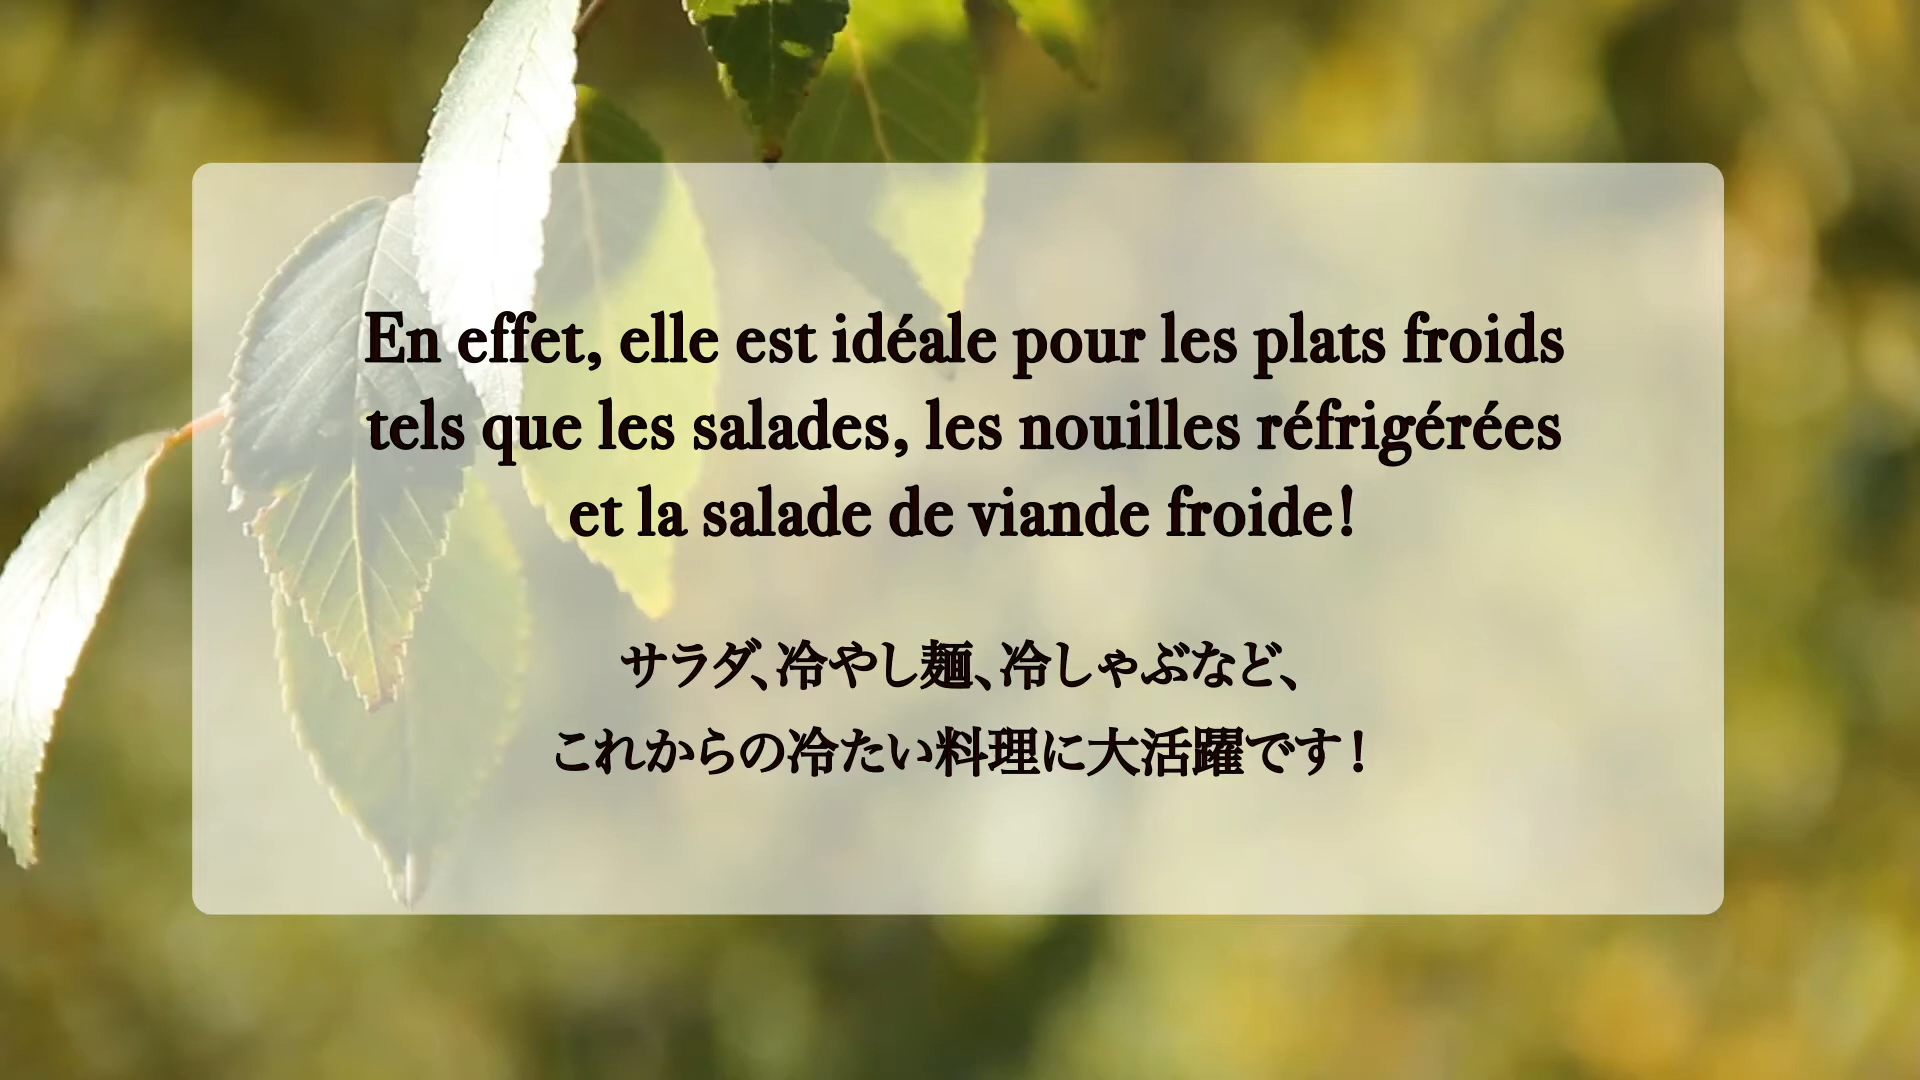 En effet, elle est idéale pour les plats froids
tels que les salades, les nouilles réfrigérées
et la salade de viande froide!
サラダ、冷やし麺、冷しゃぶなど、
これからの冷たい料理に大活躍です!